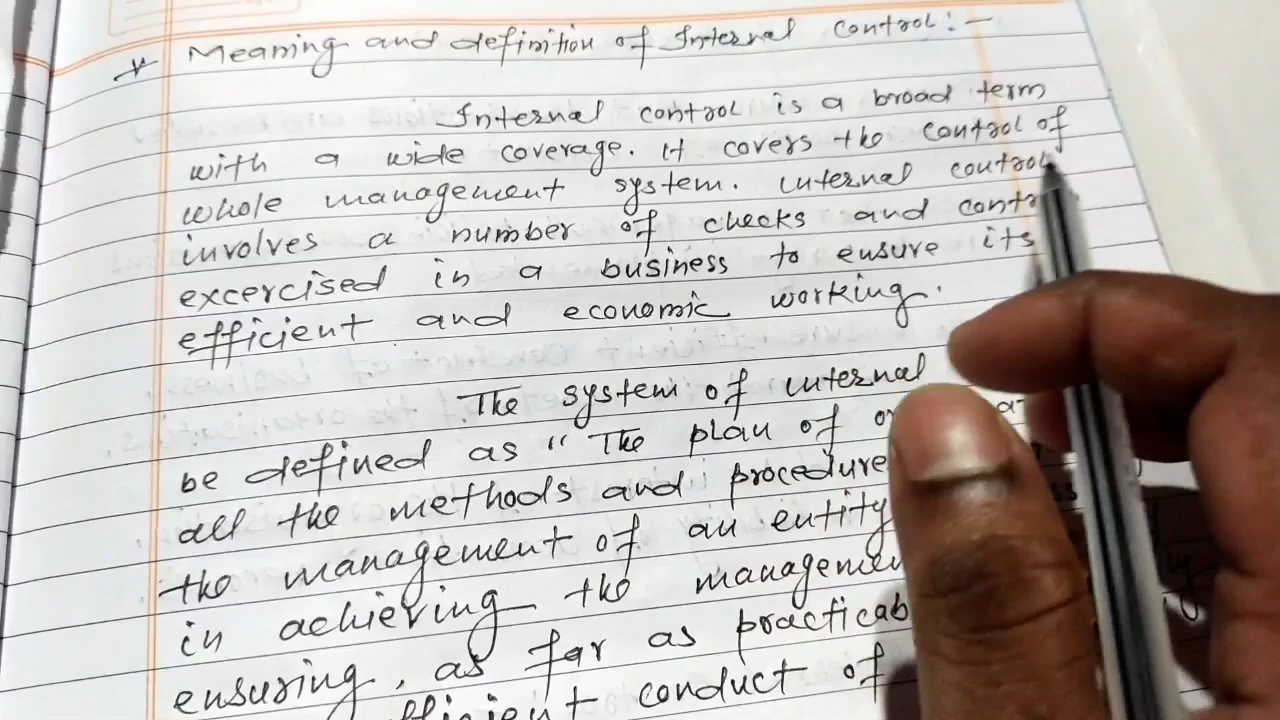 Meaning and definition of Internal control:-
Internal control is a broad term
with a wide coverage. It covers the control of
whole management system. Internal control
involves a number of checks and
excercised in a business to ensure its
efficient and economic working.
The system of internal
be defined as "The plan of
all the methods and procedure
the management of an entity
in achieving the
ensuring, as far as
conduct of